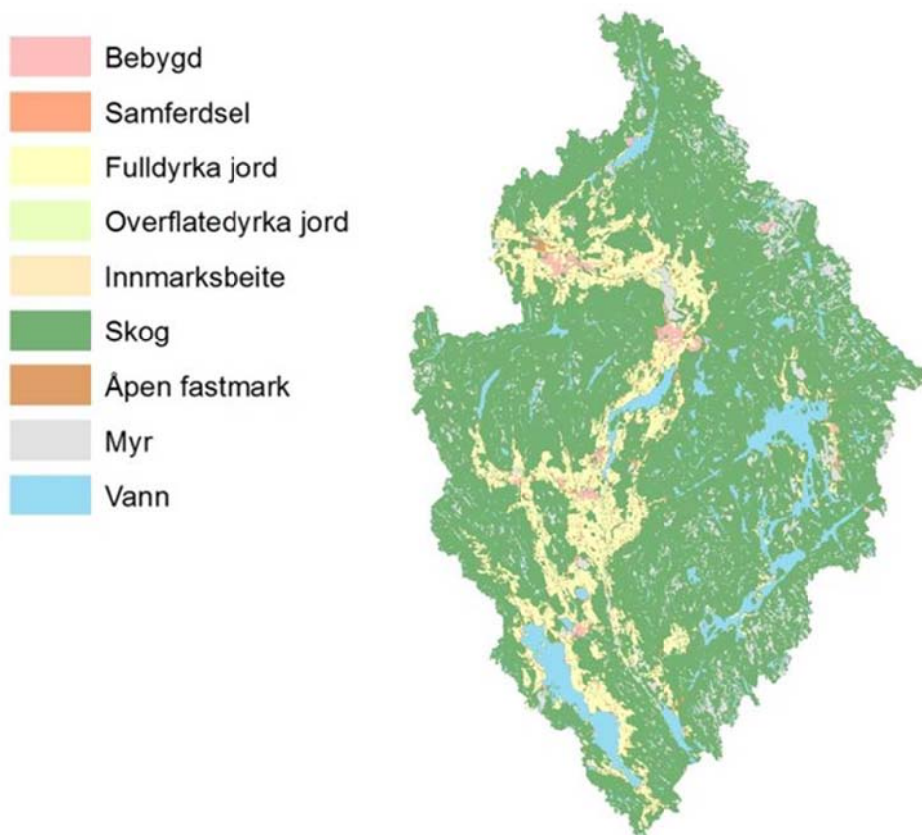 Bebygd
Samferdsel
Fulldyrka jord
Overflatedyrka jord
Innmarksbeite
Skog
Åpen fastmark
Myr
Vann